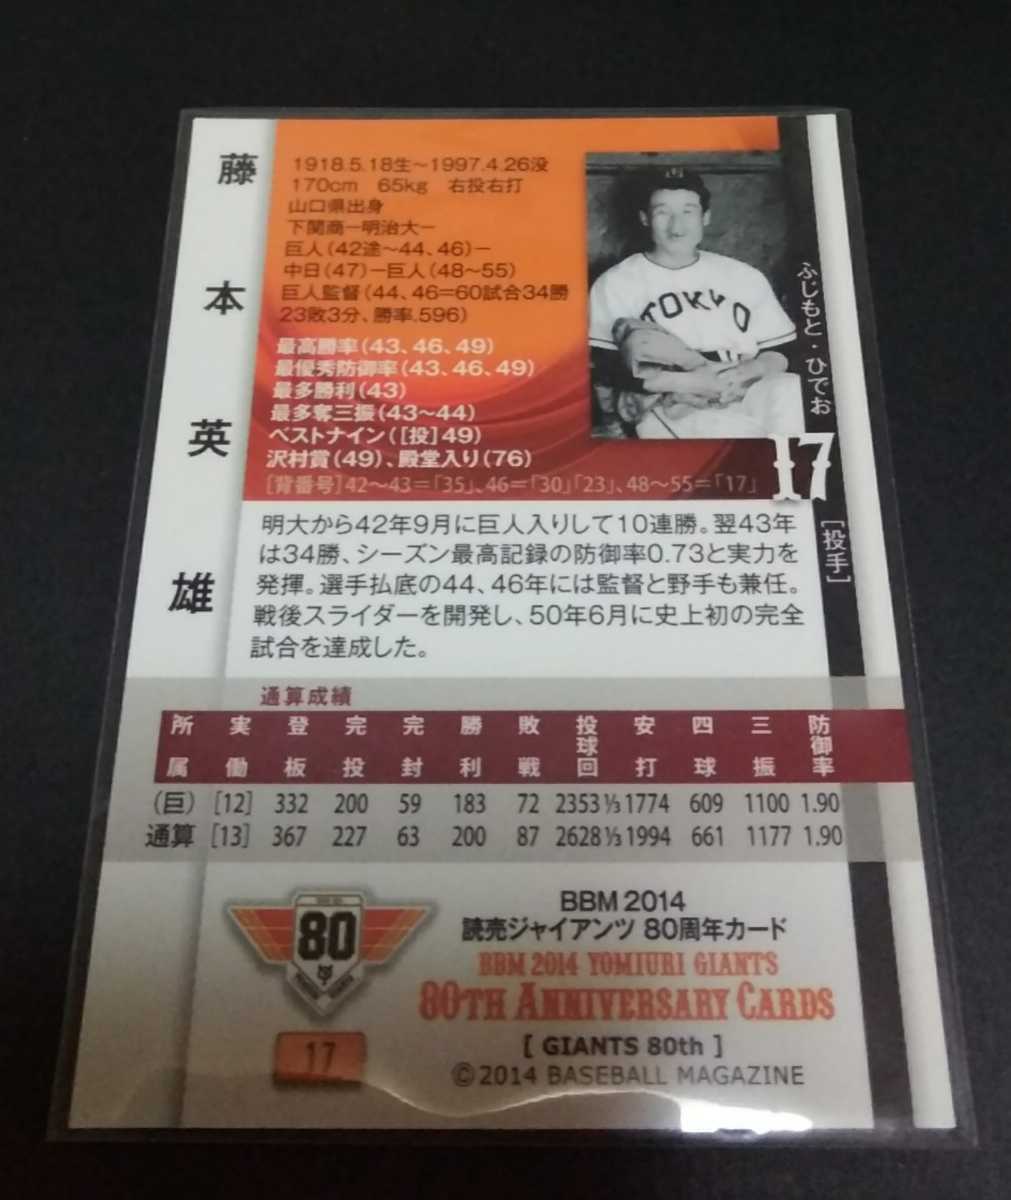 藤本英雄
1918.5.18生～1997.4.26没
170cm 65kg 右投右打
山口県出身
下関商ー明治大ー
巨人(42途～44、46)ー
中日(47)ー巨人(48～55)
巨人監督(44、46=60試合34勝
23敗3分、勝率.596)
最高勝率(43、46、49)
最優秀防御率(43、46、49)
最多勝利(43)
最多奪三振(43～44)
ベストナイン([投]49)
沢村賞(49)、殿堂入り(76)
[背番号]42～43=「35」、46=「30」「23」、48～55=「17」
TOKYO
ふじもと・ひでお
17
[投手]
明大から42年9月に巨人入りして10連勝。翌43年
は34勝、シーズン最高記録の防御率0.73と実力を
発揮。選手払底の44、46年には監督と野手も兼任。
戦後スライダーを開発し、50年6月に史上初の完全
試合を達成した。
通算成績
所属 実働 登板 完投 完封 勝利 敗戦 投球回 安打 四球 三振 防御率
(巨) [12] 332 200 59 183 72 2353⅓ 1774 609 1100 1.90
通算 [13] 367 227 63 200 87 2628⅓ 1994 661 1177 1.90
80
BBM 2014
読売ジャイアンツ 80周年カード
BBM 2014 YOMIURI GIANTS
80TH ANNIVERSARY CARDS
[ GIANTS 80th ]
17
©2014 BASEBALL MAGAZINE